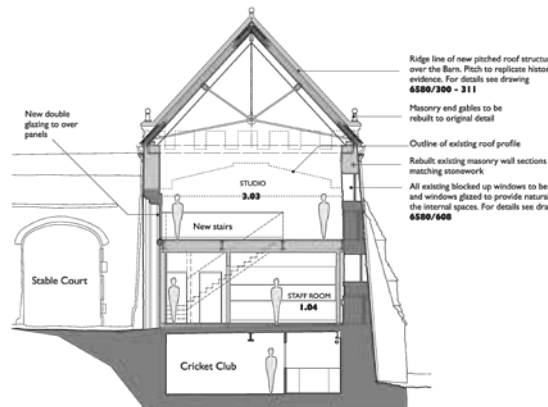 Ridge line of new pitched roof structu
over the Barn. Pitch to replicate histor
evidence. For details see drawing
6580/300 - 311
Masonry end gables to be
rebuilt to original detail
Outline of existing roof profile
Rebuilt existing masonry wall sections
matching stonework
All existing blocked up windows to be
and windows glazed to provide natural
the internal spaces. For details see dra
6580/608
New double
glazing to over
panels
STUDIO
3.03
New stairs
Stable Court
STAFF ROOM
1.04
Cricket Club